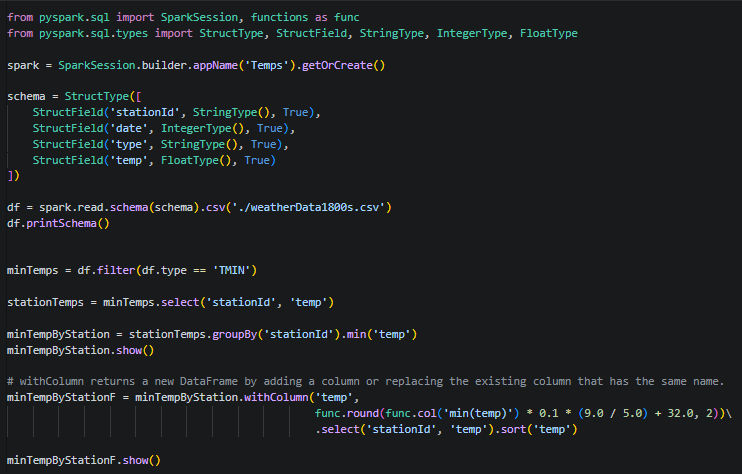 from pyspark.sql import SparkSession, functions as func
from pyspark.sql.types import StructType, StructField, StringType, IntegerType, FloatType

spark = SparkSession.builder.appName('Temps').getOrCreate()

schema = StructType([
    StructField('stationId', StringType(), True),
    StructField('date', IntegerType(), True),
    StructField('type', StringType(), True),
    StructField('temp', FloatType(), True)
])

df = spark.read.schema(schema).csv('./weatherData1800s.csv')
df.printSchema()


minTemps = df.filter(df.type == 'TMIN')

stationTemps = minTemps.select('stationId', 'temp')

minTempByStation = stationTemps.groupBy('stationId').min('temp')
minTempByStation.show()

# withColumn returns a new DataFrame by adding a column or replacing the existing column that has the same name.
minTempByStationF = minTempByStation.withColumn('temp',
                                                func.round(func.col('min(temp)') * 0.1 * (9.0 / 5.0) + 32.0, 2))\
                                                .select('stationId', 'temp').sort('temp')

minTempByStationF.show()